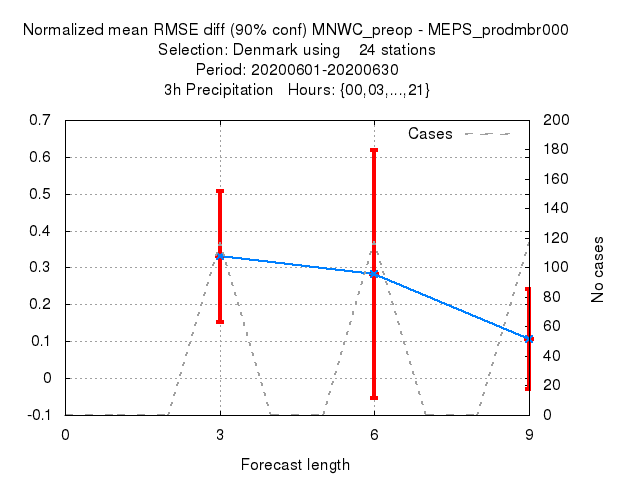 Normalized mean RMSE diff (90% conf) MNWC_preop - MEPS_prodmbr000
Selection: Denmark using 24 stations
Period: 20200601-20200630
3h Precipitation Hours: {00,03,...,21}
Cases
0.7
0.6
0.5
0.4
0.3
0.2
0.1
0
-0.1
200
180
160
140
120
100
80
60
40
20
0
No cases
0 3 6 9
Forecast length